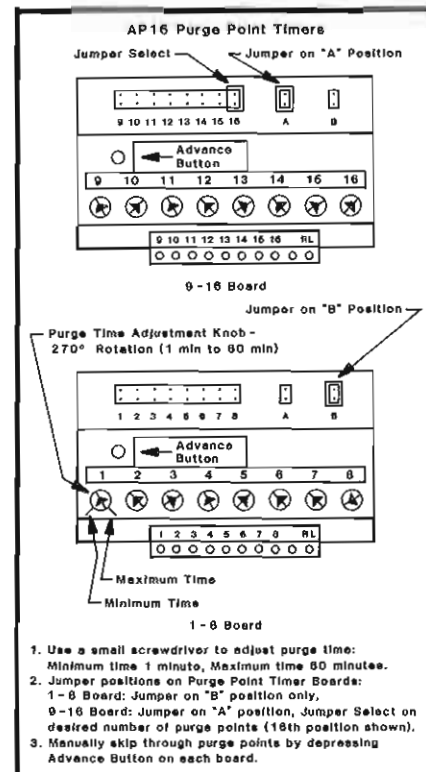 AP16 Purge Point Timers
Jumper Select
Jumper on "A" Position
9 10 11 12 13 14 15 16
A
B
Advance
Button
9 10 11 12 13 14 15 16
9 10 11 12 13 14 15 16 RL
9-16 Board
Jumper on "B" Position
Purge Time Adjustment Knob -
270° Rotation (1 min to 60 min)
1 2 3 4 5 6 7 8
A
B
Advance
Button
1 2 3 4 5 6 7 8
1 2 3 4 5 6 7 8 RL
Maximum Time
Minimum Time
1-8 Board
1. Use a small screwdriver to adjust purge time:
Minimum time 1 minute, Maximum time 60 minutes.
2. Jumper positions on Purge Point Timer Boards:
1-8 Board: Jumper on "B" position only,
9-16 Board: Jumper on "A" position, Jumper Select on
desired number of purge points (16th position shown).
3. Manually skip through purge points by depressing
Advance Button on each board.